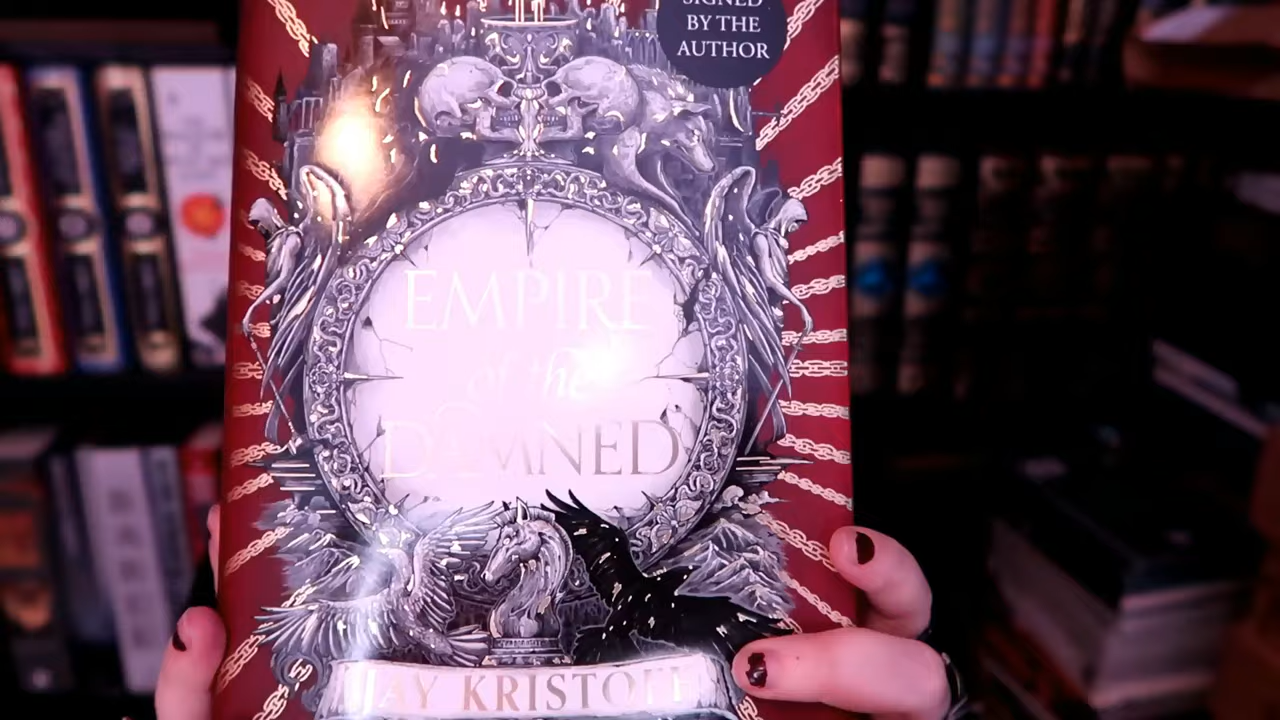 SIGNED
BY THE
AUTHOR
EMPIRE
of the
DAMNED
JAY KRISTOFF